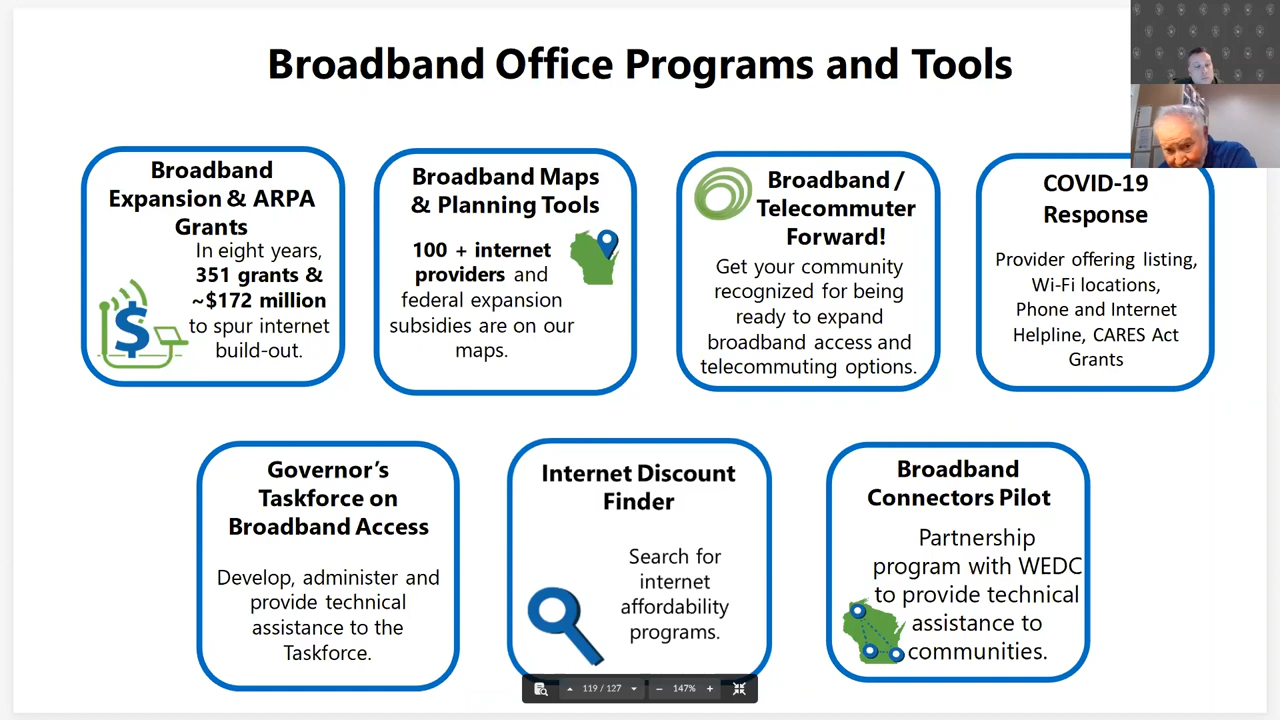 Broadband Office Programs and Tools
Broadband
Expansion & ARPA
Grants
In eight years,
351 grants &
~$172 million
to spur internet
build-out.
Broadband Maps
& Planning Tools
100 + internet
providers and
federal expansion
subsidies are on our
maps.
Broadband /
Telecommuter
Forward!
Get your community
recognized for being
ready to expand
broadband access and
telecommuting options.
COVID-19
Response
Provider offering listing,
Wi-Fi locations,
Phone and Internet
Helpline, CARES Act
Grants
Governor's
Taskforce on
Broadband Access
Develop, administer and
provide technical
assistance to the
Taskforce.
Internet Discount
Finder
Search for
internet
affordability
programs.
Broadband
Connectors Pilot
Partnership
program with WEDC
to provide technical
assistance to
communities.
119 / 127
147%